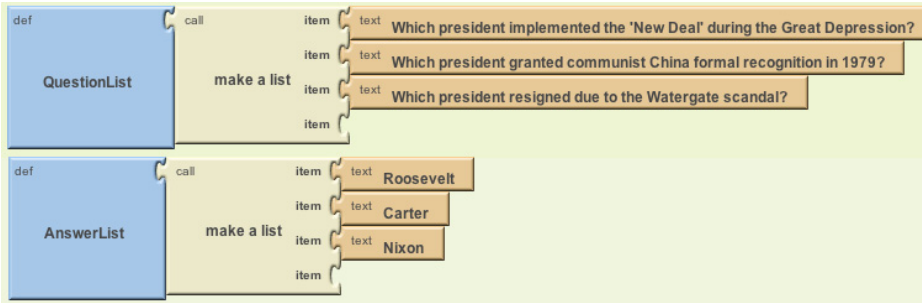 def call item text Which president implemented the 'New Deal' during the Great Depression?
item text Which president granted communist China formal recognition in 1979?
QuestionList make a list item text Which president resigned due to the Watergate scandal?
item
def call item text Roosevelt
item text Carter
AnswerList make a list item text Nixon
item